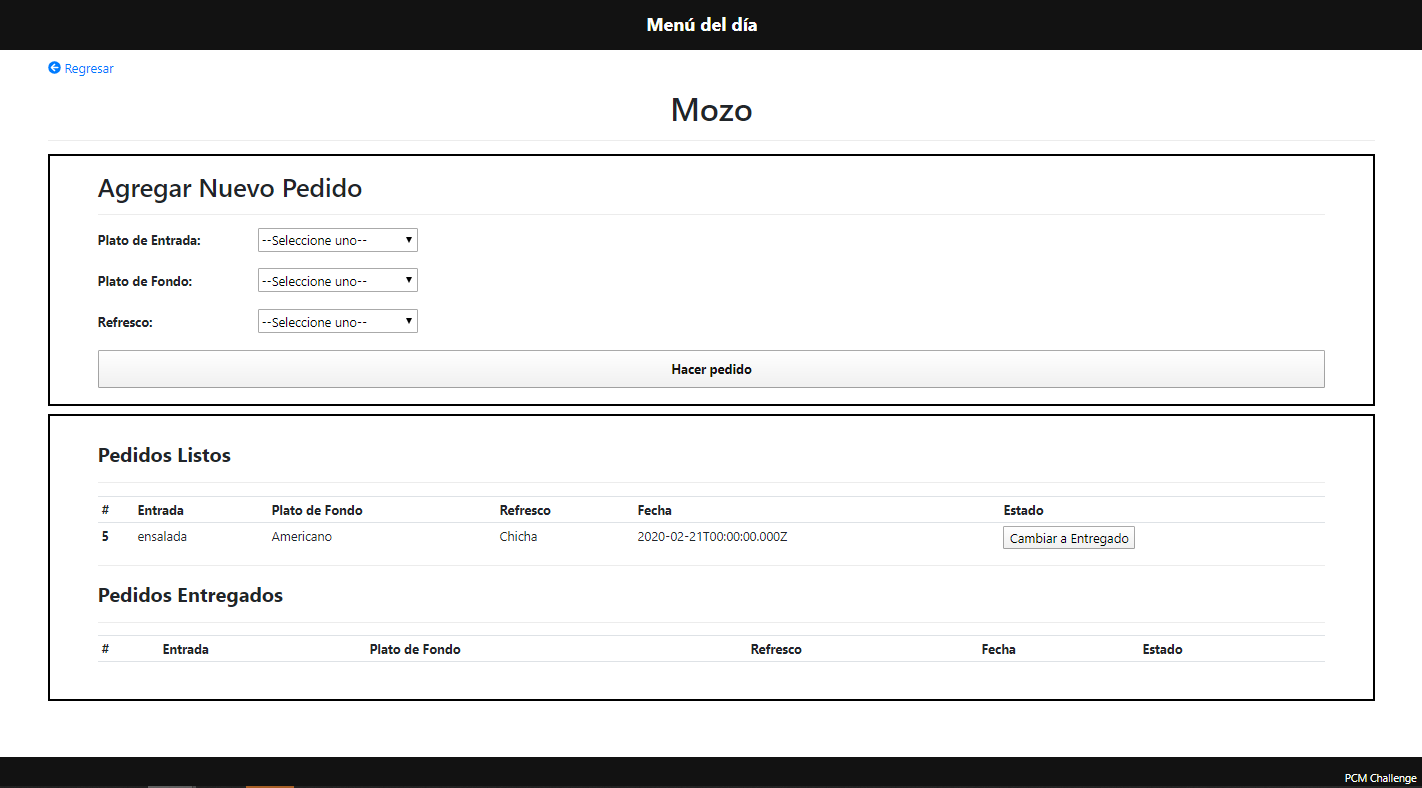 Menú del día
Regresar
Mozo
Agregar Nuevo Pedido
Plato de Entrada: --Seleccione uno--
Plato de Fondo: --Seleccione uno--
Refresco: --Seleccione uno--
Hacer pedido
Pedidos Listos
# Entrada Plato de Fondo Refresco Fecha Estado
5 ensalada Americano Chicha 2020-02-21T00:00:00.000Z Cambiar a Entregado
Pedidos Entregados
# Entrada Plato de Fondo Refresco Fecha Estado
PCM Challenge